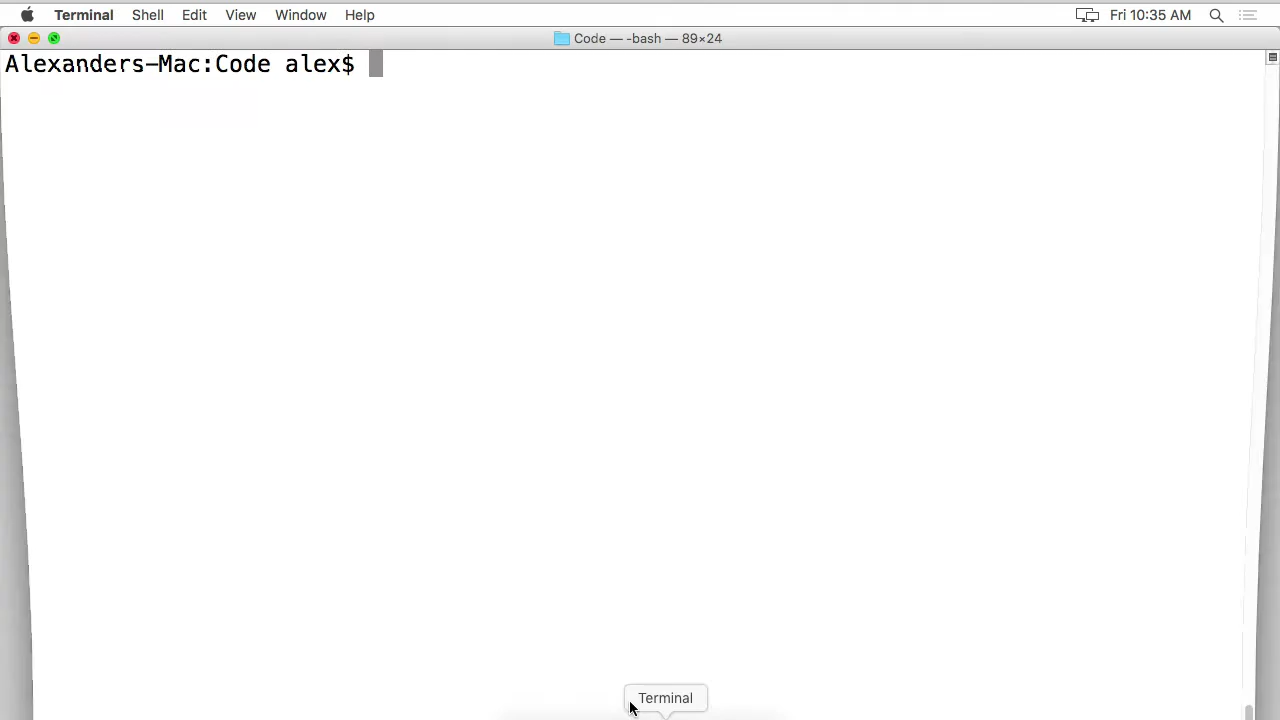 Terminal Shell Edit View Window Help Fri 10:35 AM
Code — -bash — 89×24
Alexanders-Mac:Code alex$
Terminal